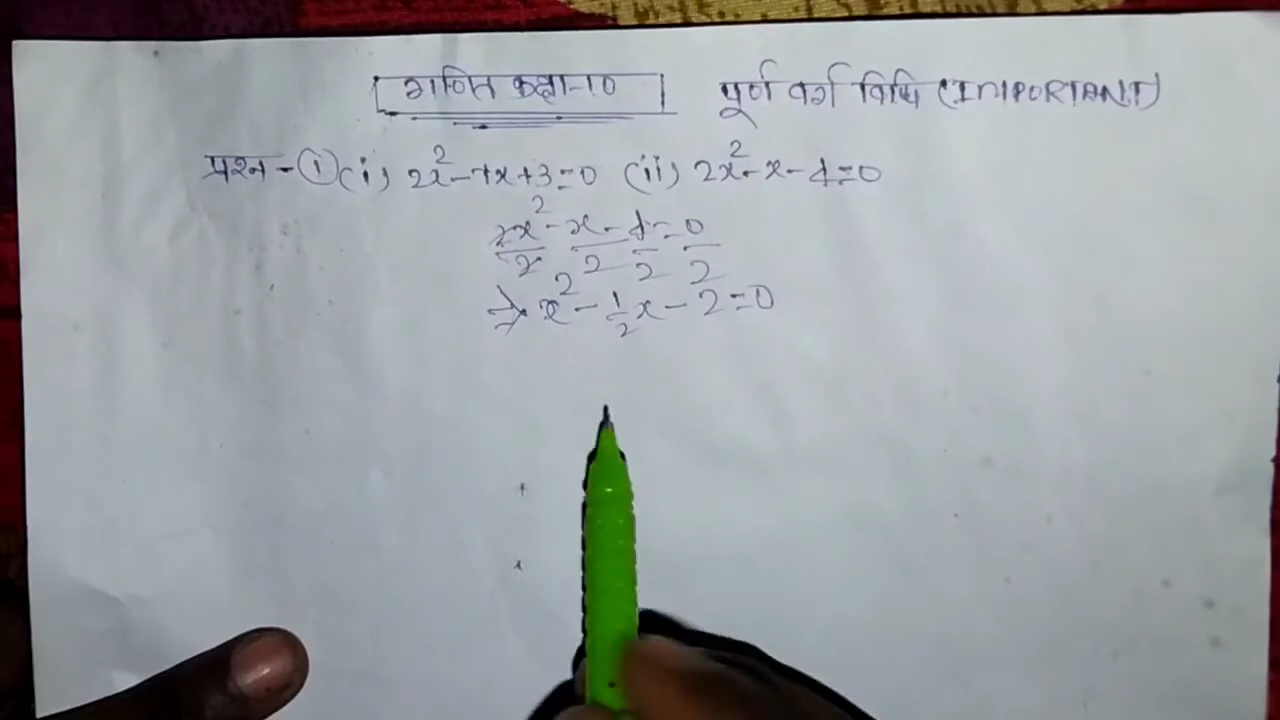 गणित कक्षा-10 पूर्ण वर्ग विधि (IMPORTANT)
प्रश्न-① (i) 2x²-7x+3=0 (ii) 2x²-x-4=0
2x²/2 - x/2 - 4/2 = 0/2
⇒ x² - 1/2 x - 2 = 0